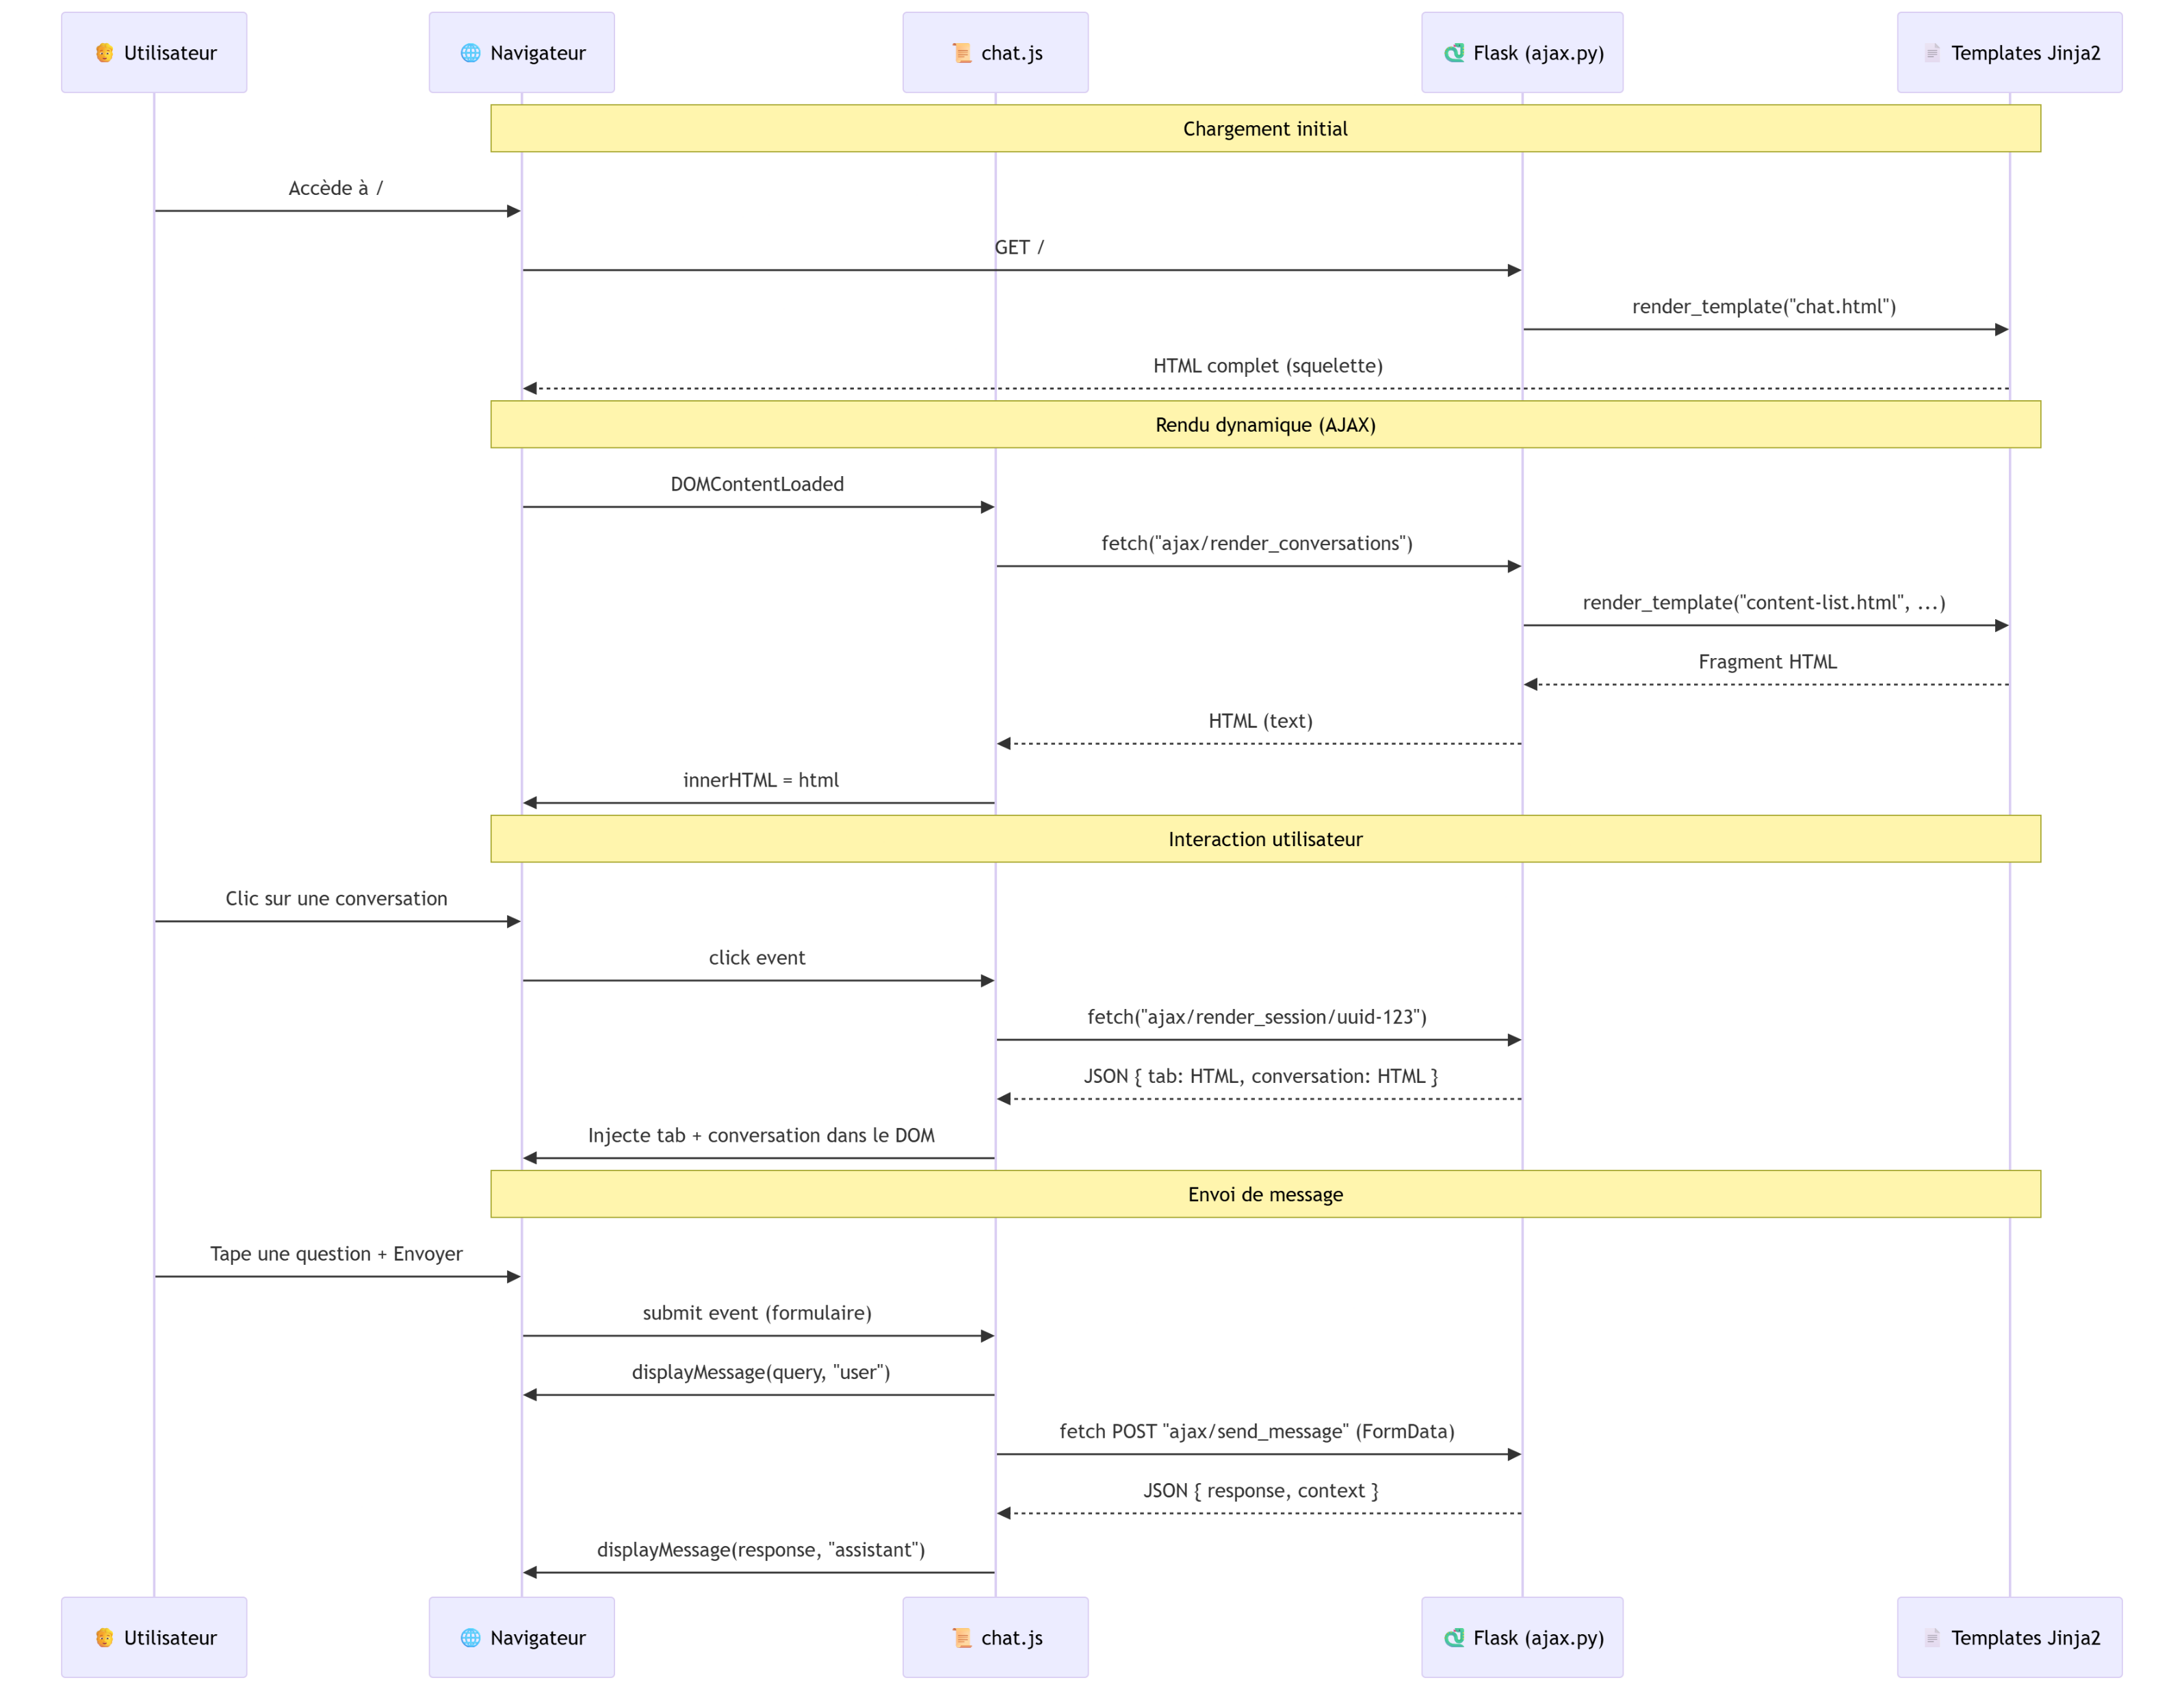 Utilisateur
Navigateur
chat.js
Flask (ajax.py)
Templates Jinja2
Chargement initial
Accède à /
GET /
render_template("chat.html")
HTML complet (squelette)
Rendu dynamique (AJAX)
DOMContentLoaded
fetch("ajax/render_conversations")
render_template("content-list.html", ...)
Fragment HTML
HTML (text)
innerHTML = html
Interaction utilisateur
Clic sur une conversation
click event
fetch("ajax/render_session/uuid-123")
JSON { tab: HTML, conversation: HTML }
Injecte tab + conversation dans le DOM
Envoi de message
Tape une question + Envoyer
submit event (formulaire)
displayMessage(query, "user")
fetch POST "ajax/send_message" (FormData)
JSON { response, context }
displayMessage(response, "assistant")
Utilisateur
Navigateur
chat.js
Flask (ajax.py)
Templates Jinja2